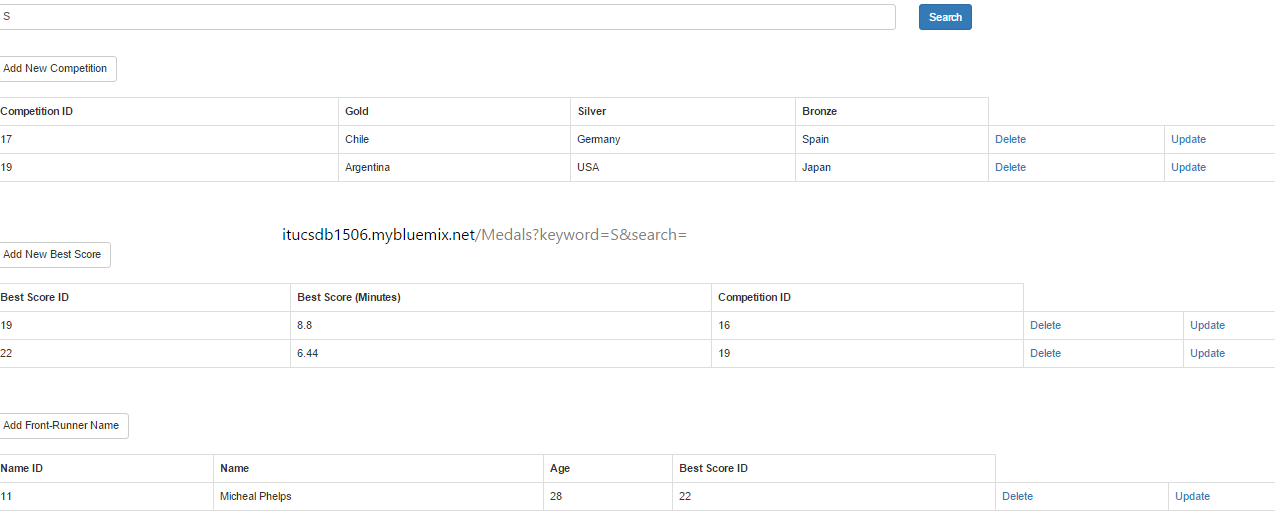 S Search
Add New Competition
Competition ID Gold Silver Bronze
17 Chile Germany Spain Delete Update
19 Argentina USA Japan Delete Update
itucsdb1506.mybluemix.net/Medals?keyword=S&search=
Add New Best Score
Best Score ID Best Score (Minutes) Competition ID
19 8.8 16 Delete Update
22 6.44 19 Delete Update
Add Front-Runner Name
Name ID Name Age Best Score ID
11 Micheal Phelps 28 22 Delete Update